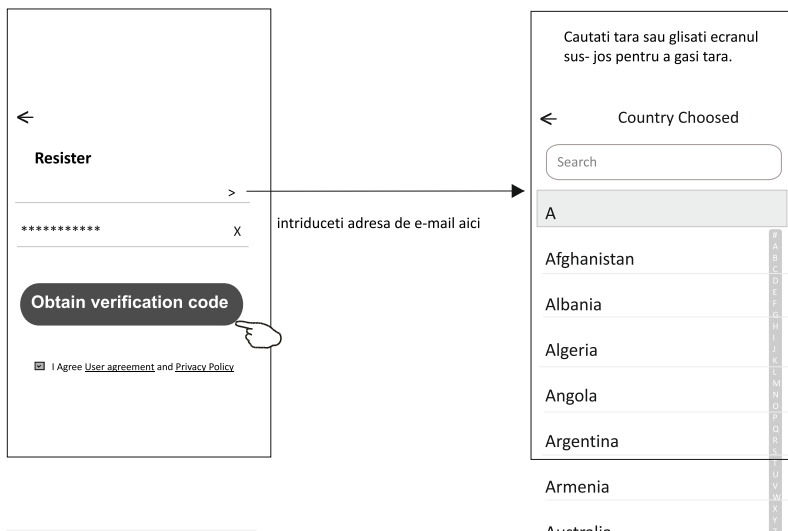 Resister
>
*********** X
Obtain verification code
I Agree User agreement and Privacy Policy
intriduceti adresa de e-mail aici
Cautati tara sau glisati ecranul
sus- jos pentru a gasi tara.
Country Choosed
Search
A
Afghanistan
Albania
Algeria
Angola
Argentina
Armenia
Australia
#
A
B
C
D
E
F
G
H
I
J
K
L
M
N
O
P
Q
R
S
T
U
V
W
X
Y